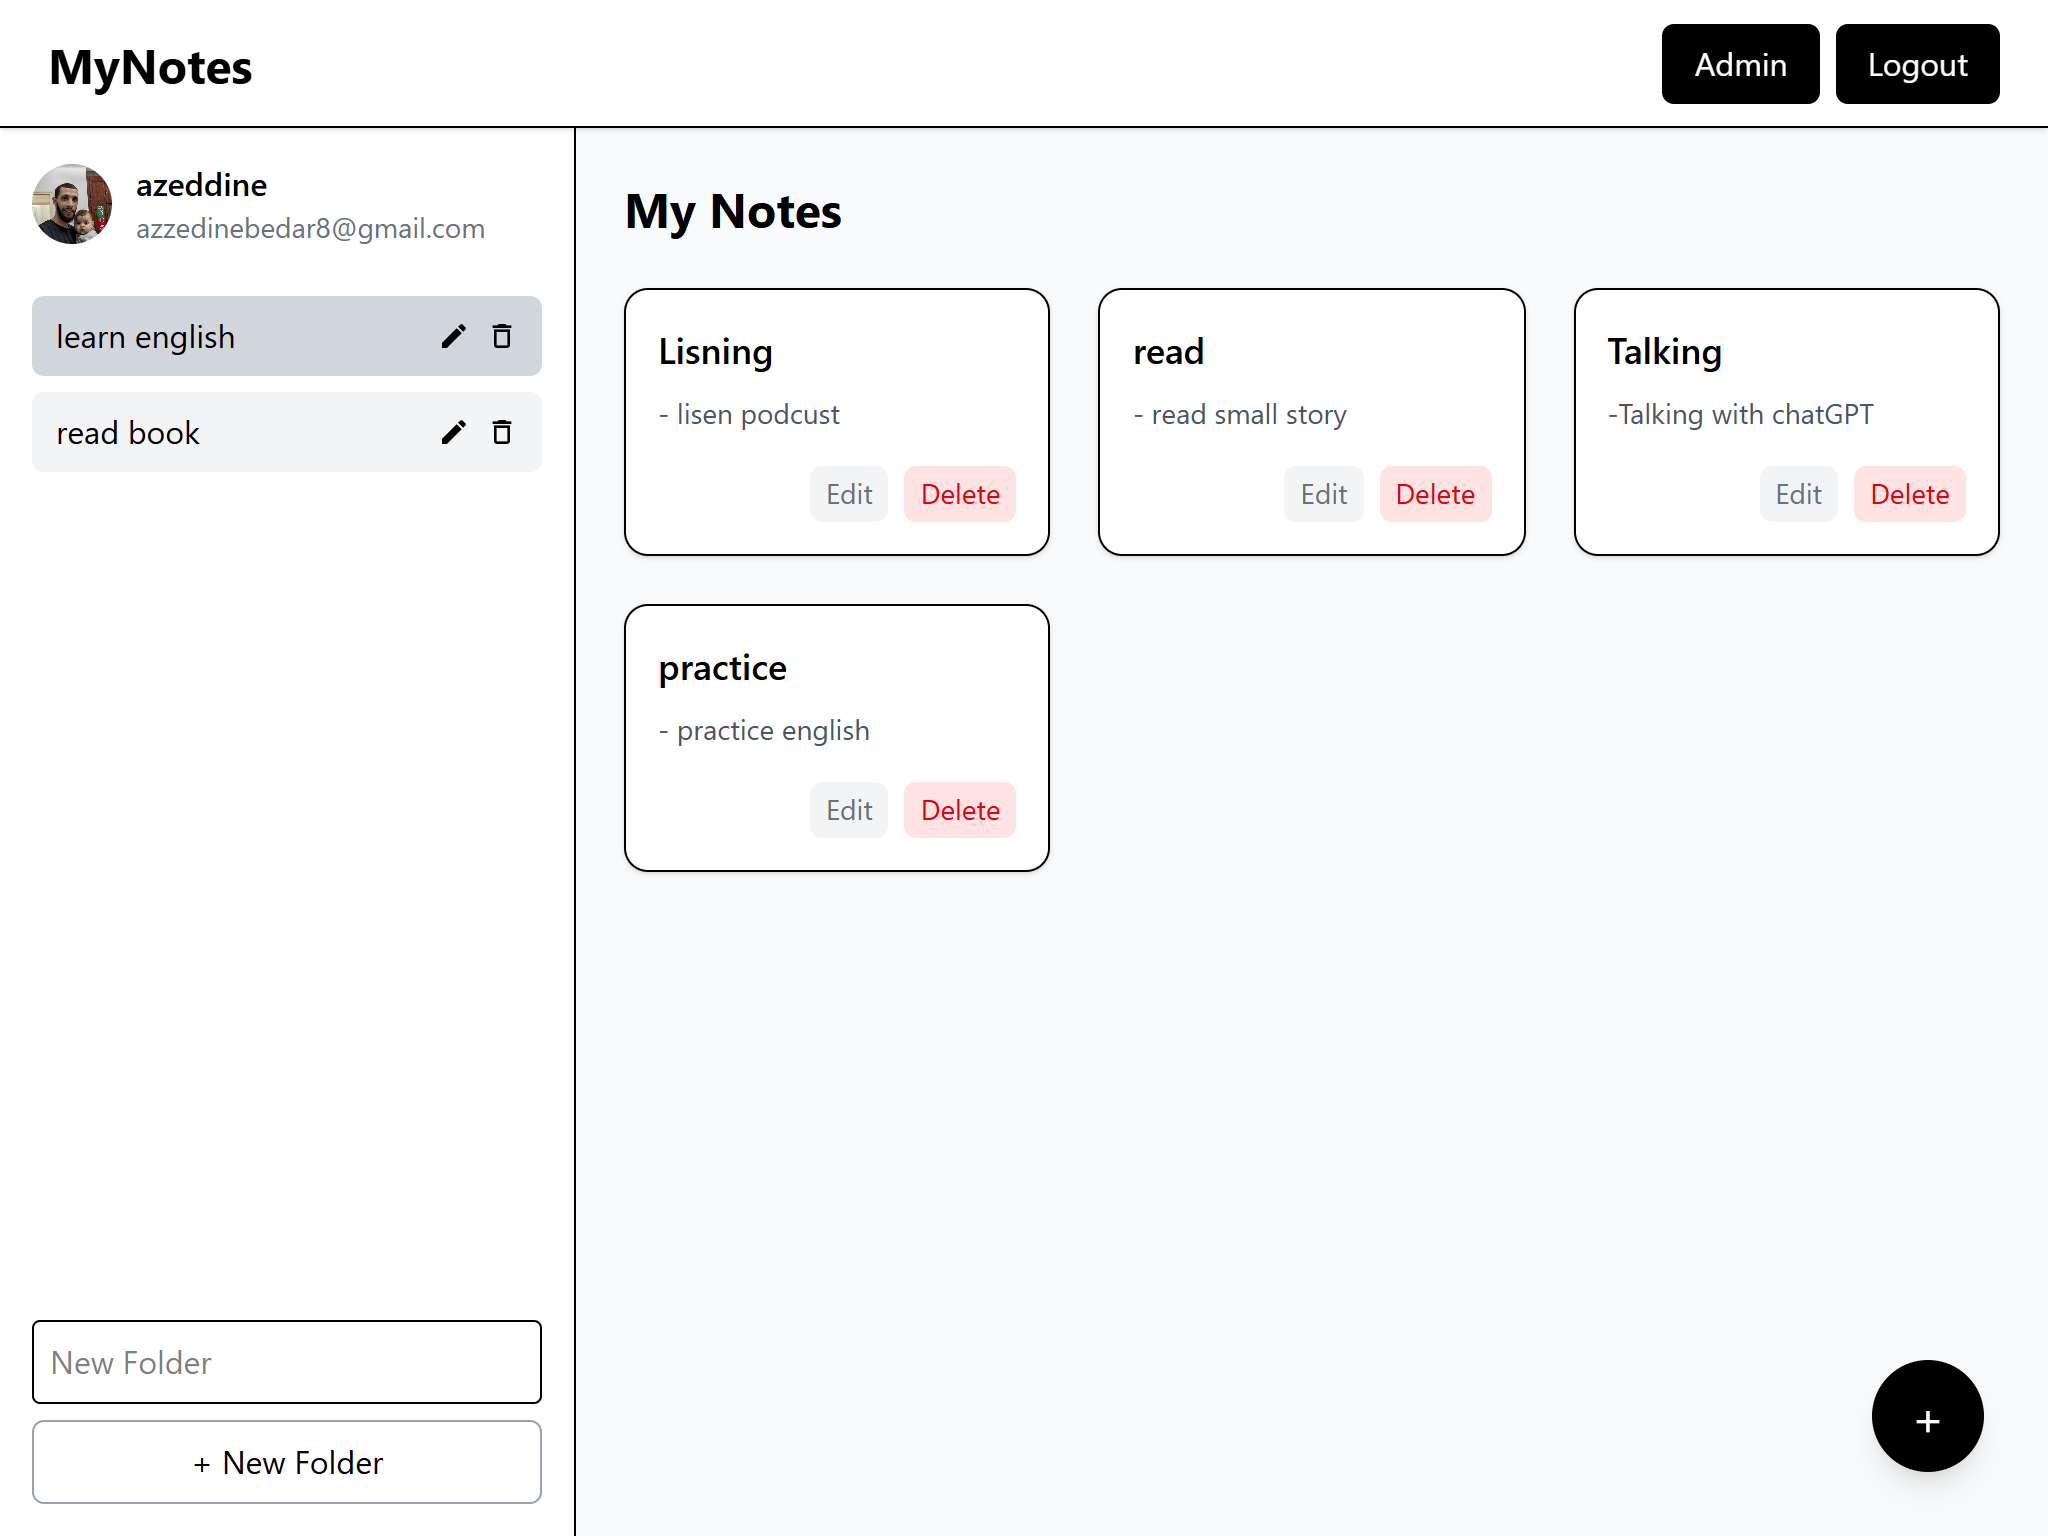 MyNotes
Admin
Logout
azeddine
azzedinebedar8@gmail.com
learn english
read book
New Folder
+ New Folder
My Notes
Lisning
- lisen podcust
Edit
Delete
read
- read small story
Edit
Delete
Talking
-Talking with chatGPT
Edit
Delete
practice
- practice english
Edit
Delete
+